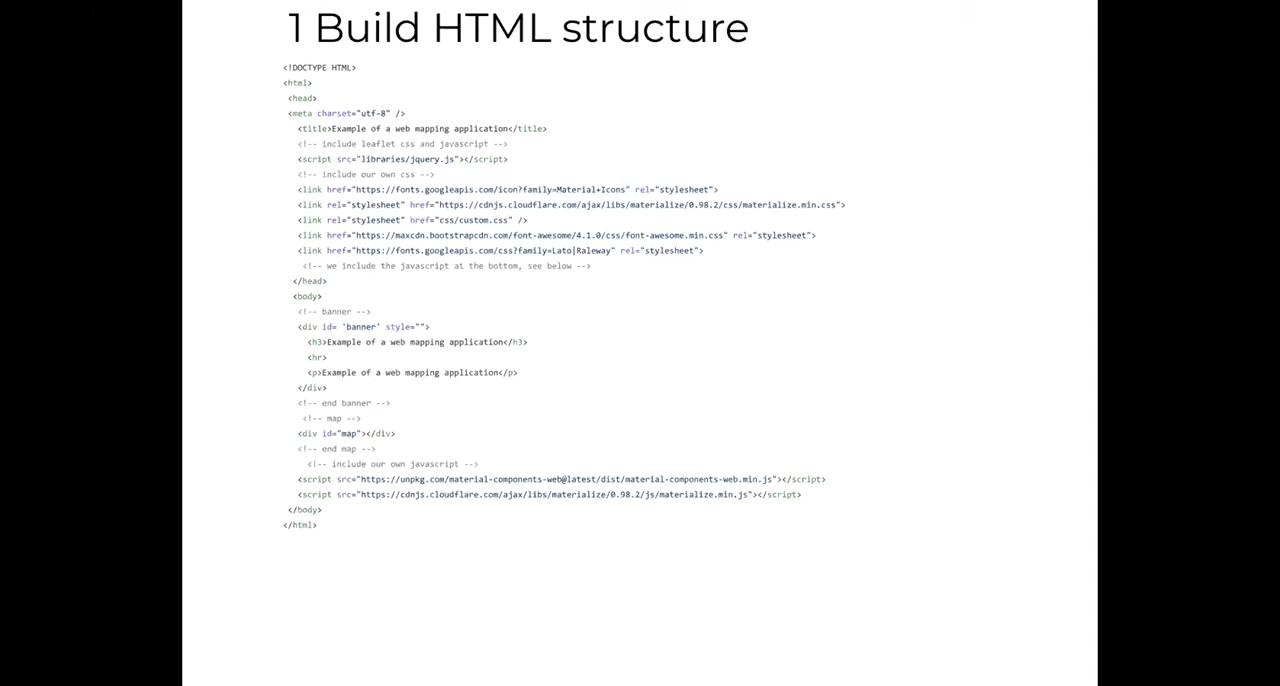 1 Build HTML structure
<!DOCTYPE HTML>
<html>
<head>
<meta charset="utf-8" />
<title>Example of a web mapping application</title>
<!-- include leaflet css and javascript -->
<script src="libraries/jquery.js"></script>
<!-- include our own css -->
<link href="https://fonts.googleapis.com/icon?family=Material+Icons" rel="stylesheet">
<link rel="stylesheet" href="https://cdnjs.cloudflare.com/ajax/libs/materialize/0.98.2/css/materialize.min.css">
<link rel="stylesheet" href="css/custom.css" />
<link href="https://maxcdn.bootstrapcdn.com/font-awesome/4.1.0/css/font-awesome.min.css" rel="stylesheet">
<link href="https://fonts.googleapis.com/css?family=Lato|Raleway" rel="stylesheet">
<!-- we include the javascript at the bottom, see below -->
</head>
<body>
<!-- banner -->
<div id= 'banner' style="">
<h3>Example of a web mapping application</h3>
<hr>
<p>Example of a web mapping application</p>
</div>
<!-- end banner -->
<!-- map -->
<div id="map"></div>
<!-- end map -->
<!-- include our own javascript -->
<script src="https://unpkg.com/material-components-web@latest/dist/material-components-web.min.js"></script>
<script src="https://cdnjs.cloudflare.com/ajax/libs/materialize/0.98.2/js/materialize.min.js"></script>
</body>
</html>